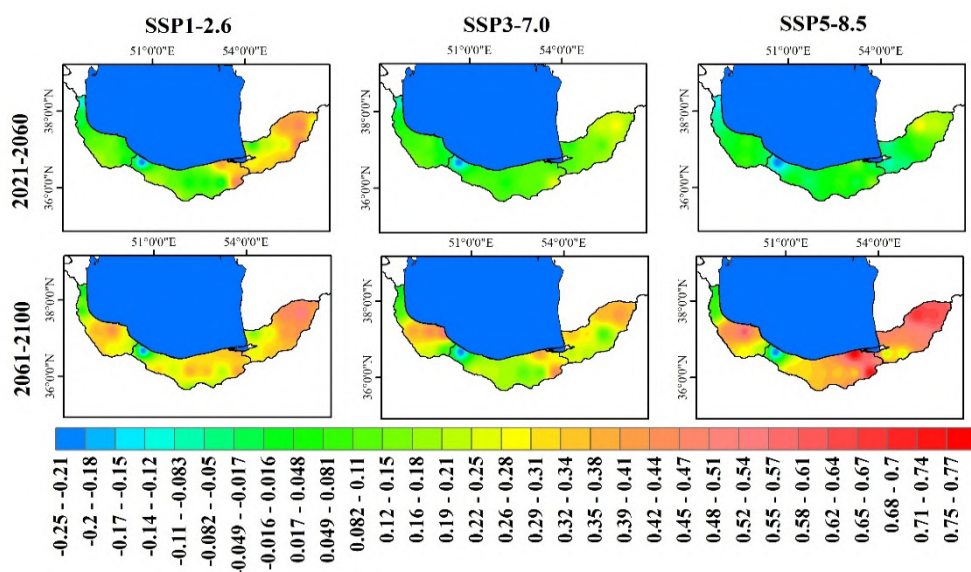 SSP1-2.6 SSP3-7.0 SSP5-8.5
51°0'0"E 54°0'0"E 51°0'0"E 54°0'0"E 51°0'0"E 54°0'0"E
2021-2060
38°0'0"N 38°0'0"N 38°0'0"N
36°0'0"N 36°0'0"N 36°0'0"N
51°0'0"E 54°0'0"E 51°0'0"E 54°0'0"E 51°0'0"E 54°0'0"E
2061-2100
38°0'0"N 38°0'0"N 38°0'0"N
36°0'0"N 36°0'0"N 36°0'0"N
-0.25 - -0.21
-0.2 - -0.18
-0.17 - -0.15
-0.14 - -0.12
-0.11 - -0.083
-0.082 - -0.05
-0.049 - -0.017
-0.016 - 0.016
0.017 - 0.048
0.049 - 0.081
0.082 - 0.11
0.12 - 0.15
0.16 - 0.18
0.19 - 0.21
0.22 - 0.25
0.26 - 0.28
0.29 - 0.31
0.32 - 0.34
0.35 - 0.38
0.39 - 0.41
0.42 - 0.44
0.45 - 0.47
0.48 - 0.51
0.52 - 0.54
0.55 - 0.57
0.58 - 0.61
0.62 - 0.64
0.65 - 0.67
0.68 - 0.7
0.71 - 0.74
0.75 - 0.77